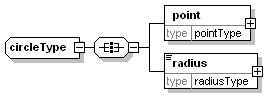 circleType
point
type pointType
radius
type radiusType